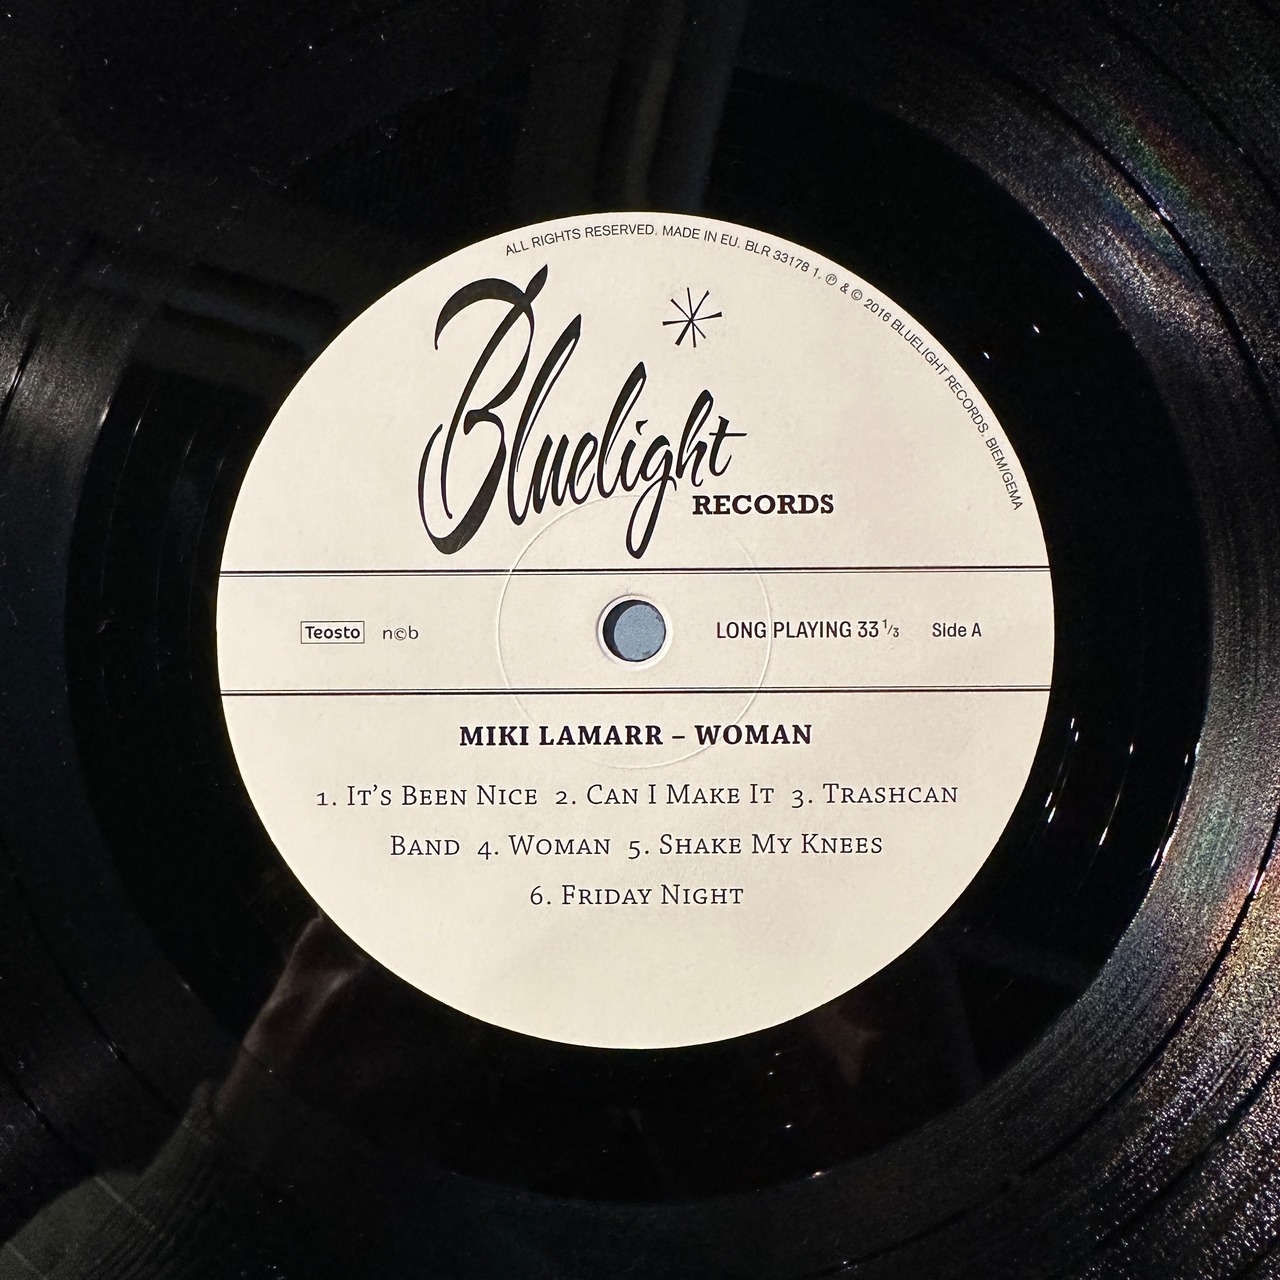 ALL RIGHTS RESERVED. MADE IN EU. BLR 33178 1. ℗ & © 2016 BLUELIGHT RECORDS. BIEM/GEMA
Bluelight
RECORDS
Teosto n©b LONG PLAYING 33 1/3 Side A
MIKI LAMARR – WOMAN
1. IT’S BEEN NICE 2. CAN I MAKE IT 3. TRASHCAN
BAND 4. WOMAN 5. SHAKE MY KNEES
6. FRIDAY NIGHT